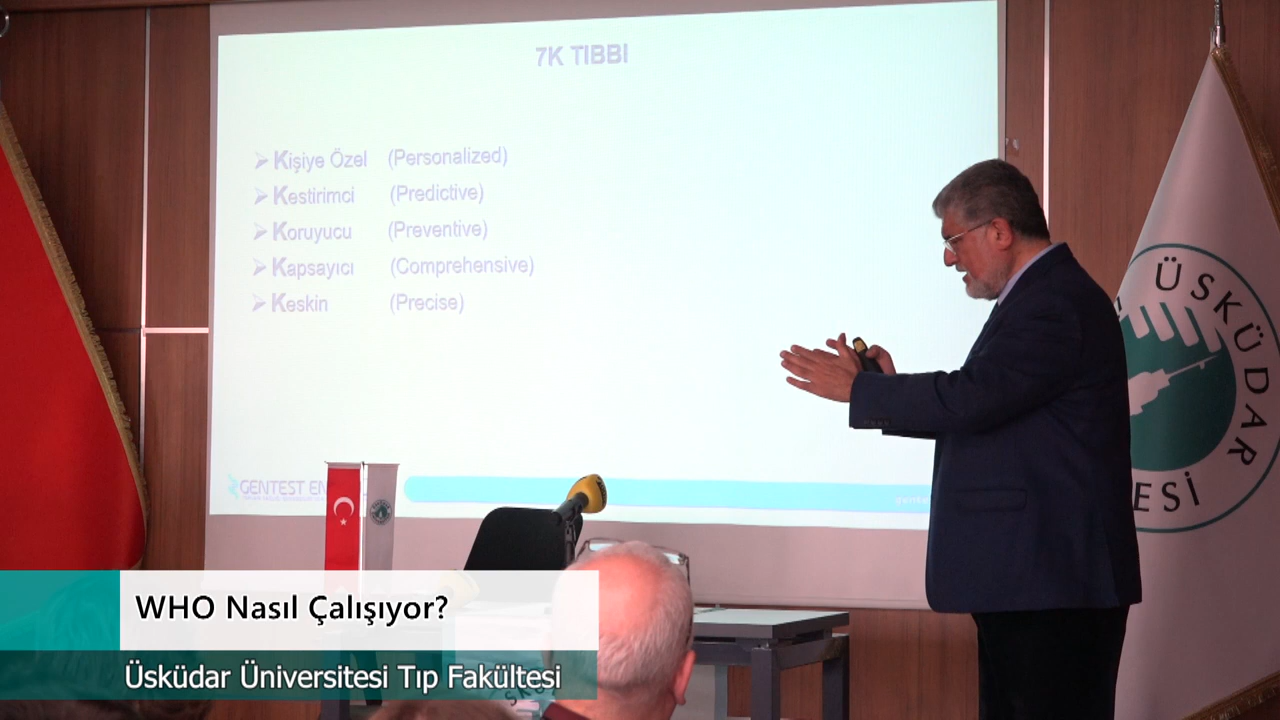 7K TIBBI
➢ Kişiye Özel (Personalized)
➢ Kestirimci (Predictive)
➢ Koruyucu (Preventive)
➢ Kapsayıcı (Comprehensive)
➢ Keskin (Precise)
GENTEST EN
ÜSKÜDAR
ESİ
WHO Nasıl Çalışıyor?
Üsküdar Üniversitesi Tıp Fakültesi